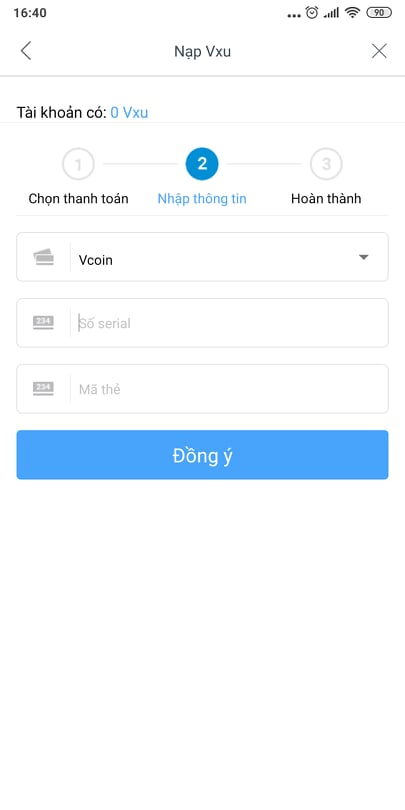 16:40
90
Nạp Vxu
Tài khoản có: 0 Vxu
1
2
3
Chọn thanh toán
Nhập thông tin
Hoàn thành
Vcoin
234
Số serial
234
Mã thẻ
Đồng ý